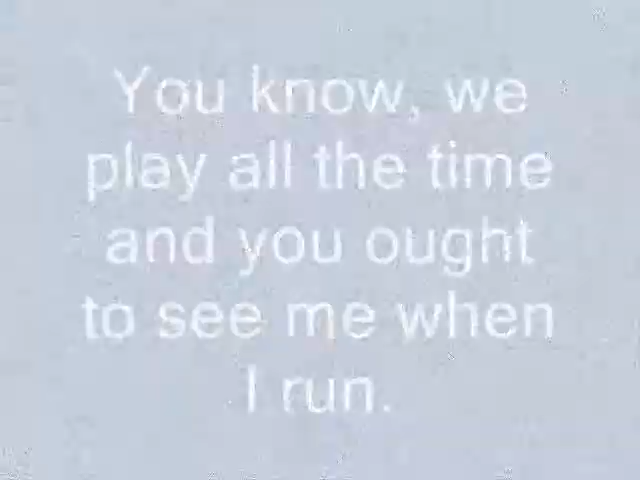 You know, we
play all the time
and you ought
to see me when
I run.